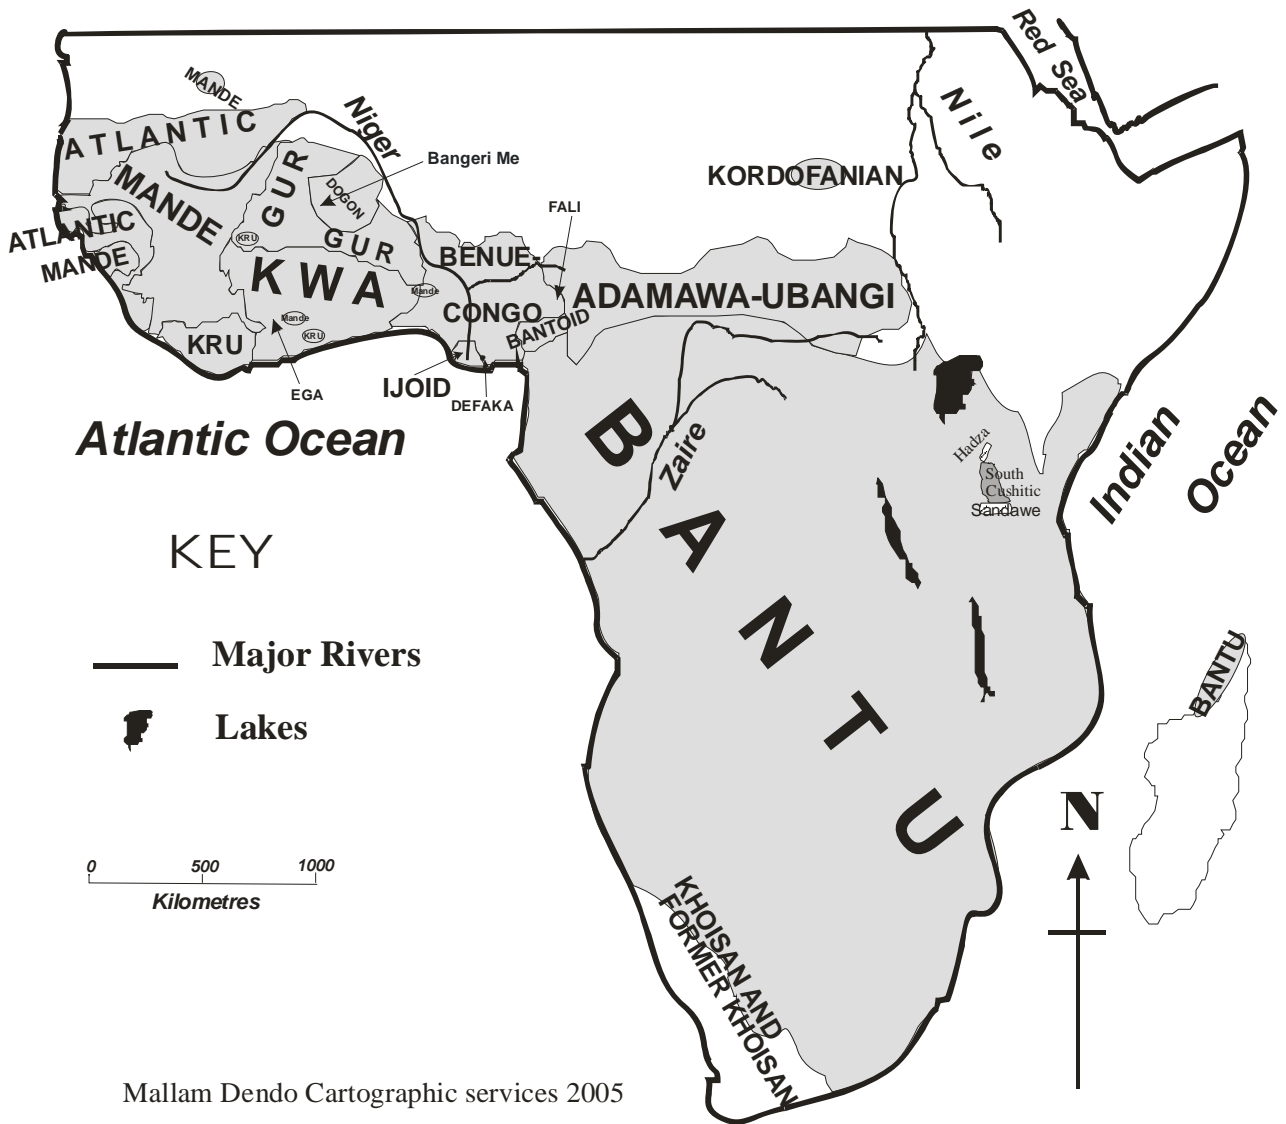 Red Sea
MANDE
Niger
Nile
ATLANTIC
Bangeri Me
GUR
MANDE
KORDOFANIAN
DOGON
FALI
ATLANTIC
KRU
GUR
MANDE
BENUE-
KWA
Mande
ADAMAWA-UBANGI
CONGO
Mande
BANTOID
KRU
KRU
IJOID
EGA
DEFAKA
Atlantic Ocean
BANTU
Zaire
Hadza
South
Cushitic
Sandawe
Indian
Ocean
KEY
Major Rivers
Lakes
BANTU
N
0 500 1000
Kilometres
KHOISAN AND
FORMER KHOISAN
Mallam Dendo Cartographic services 2005